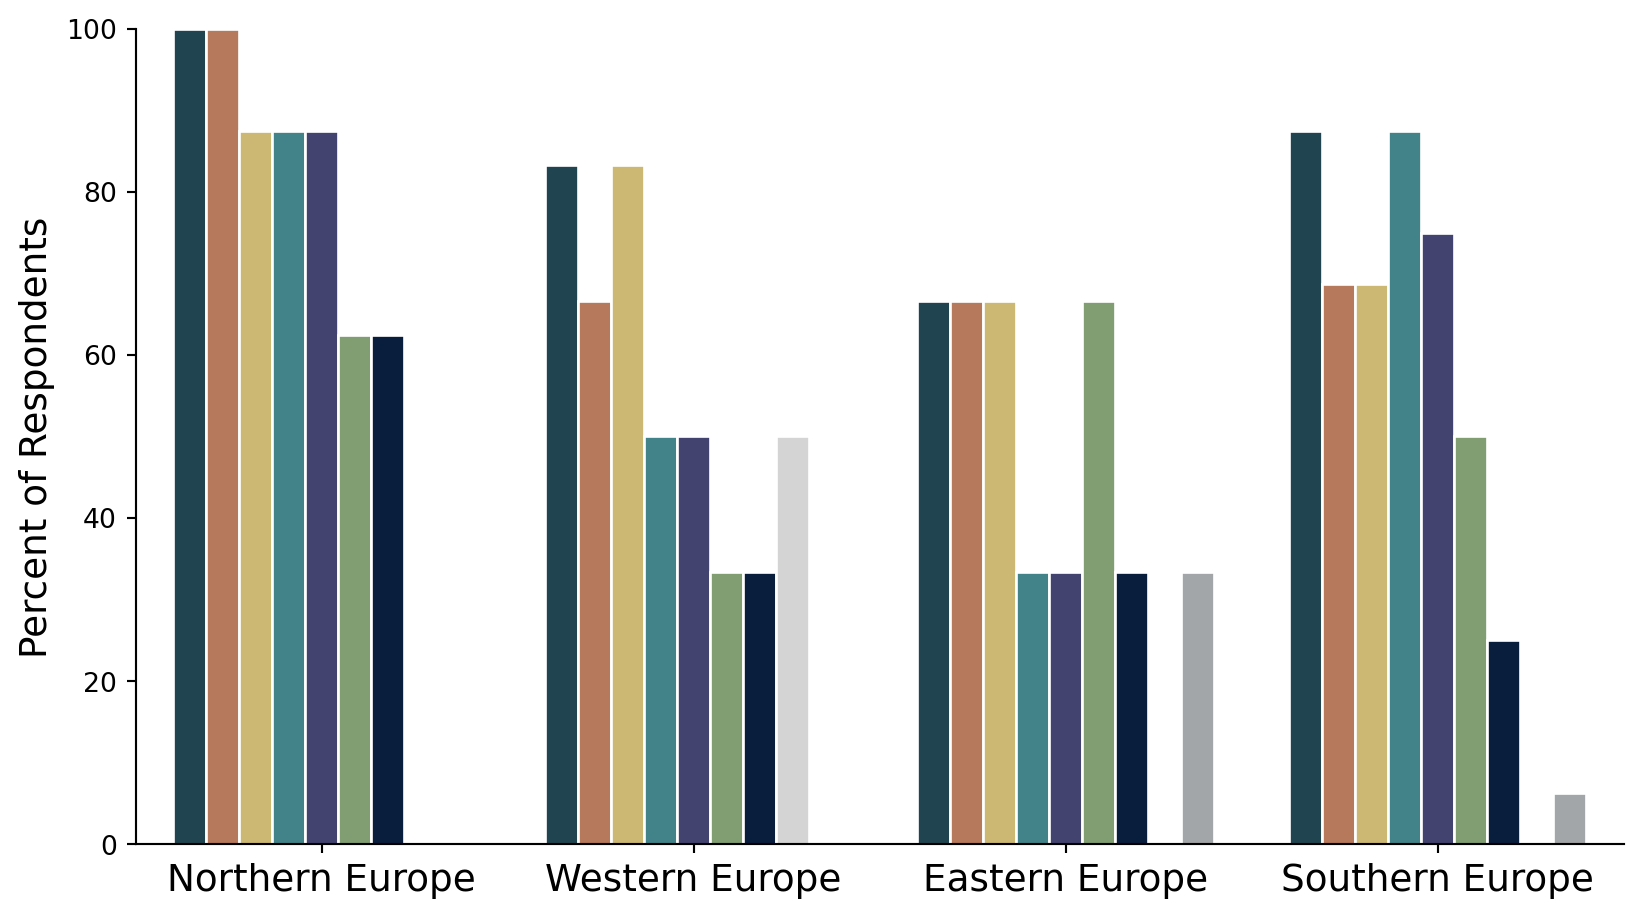 100
80
60
40
20
0
Percent of Respondents
Northern Europe
Western Europe
Eastern Europe
Southern Europe